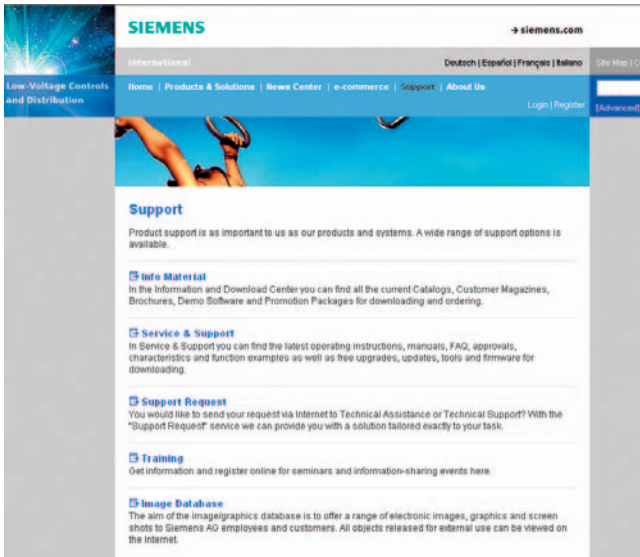 SIEMENS
→ siemens.com
International
Deutsch | Español | Français | Italiano
Site Map | C
Low-Voltage Controls
and Distribution
Home | Products & Solutions | News Center | e-commerce | Support | About Us
Login | Register
[Advanced]
Support
Product support is as important to us as our products and systems. A wide range of support options is
available.
Info Material
In the Information and Download Center you can find all the current Catalogs, Customer Magazines,
Brochures, Demo Software and Promotion Packages for downloading and ordering.
Service & Support
In Service & Support you can find the latest operating instructions, manuals, FAQ, approvals,
characteristics and function examples as well as free upgrades, updates, tools and firmware for
downloading.
Support Request
You would like to send your request via Internet to Technical Assistance or Technical Support? With the
"Support Request" service we can provide you with a solution tailored exactly to your task.
Training
Get information and register online for seminars and information-sharing events here.
Image Database
The aim of the image/graphics database is to offer a range of electronic images, graphics and screen
shots to Siemens AG employees and customers. All objects released for external use can be viewed on
the Internet.